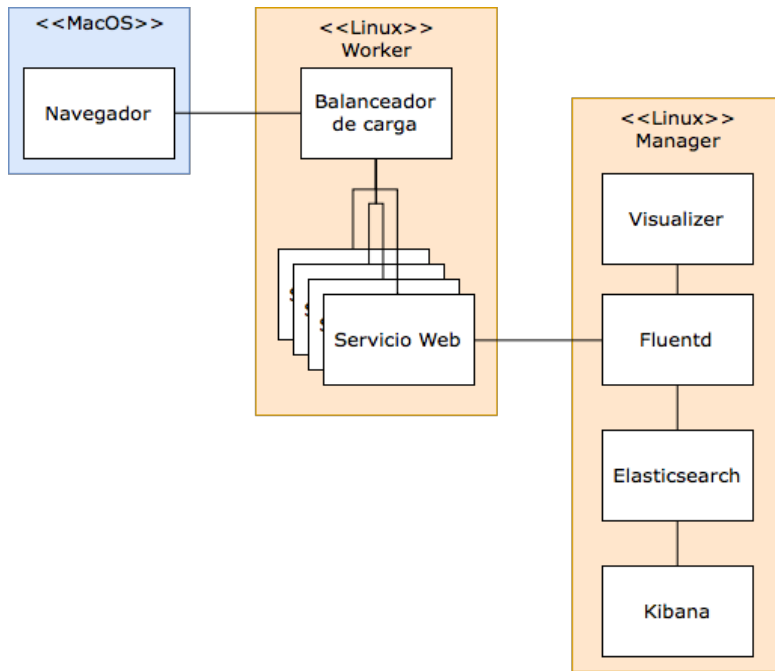 <<MacOS>>
Navegador
<<Linux>>
Worker
Balanceador
de carga
Servicio Web
<<Linux>>
Manager
Visualizer
Fluentd
Elasticsearch
Kibana